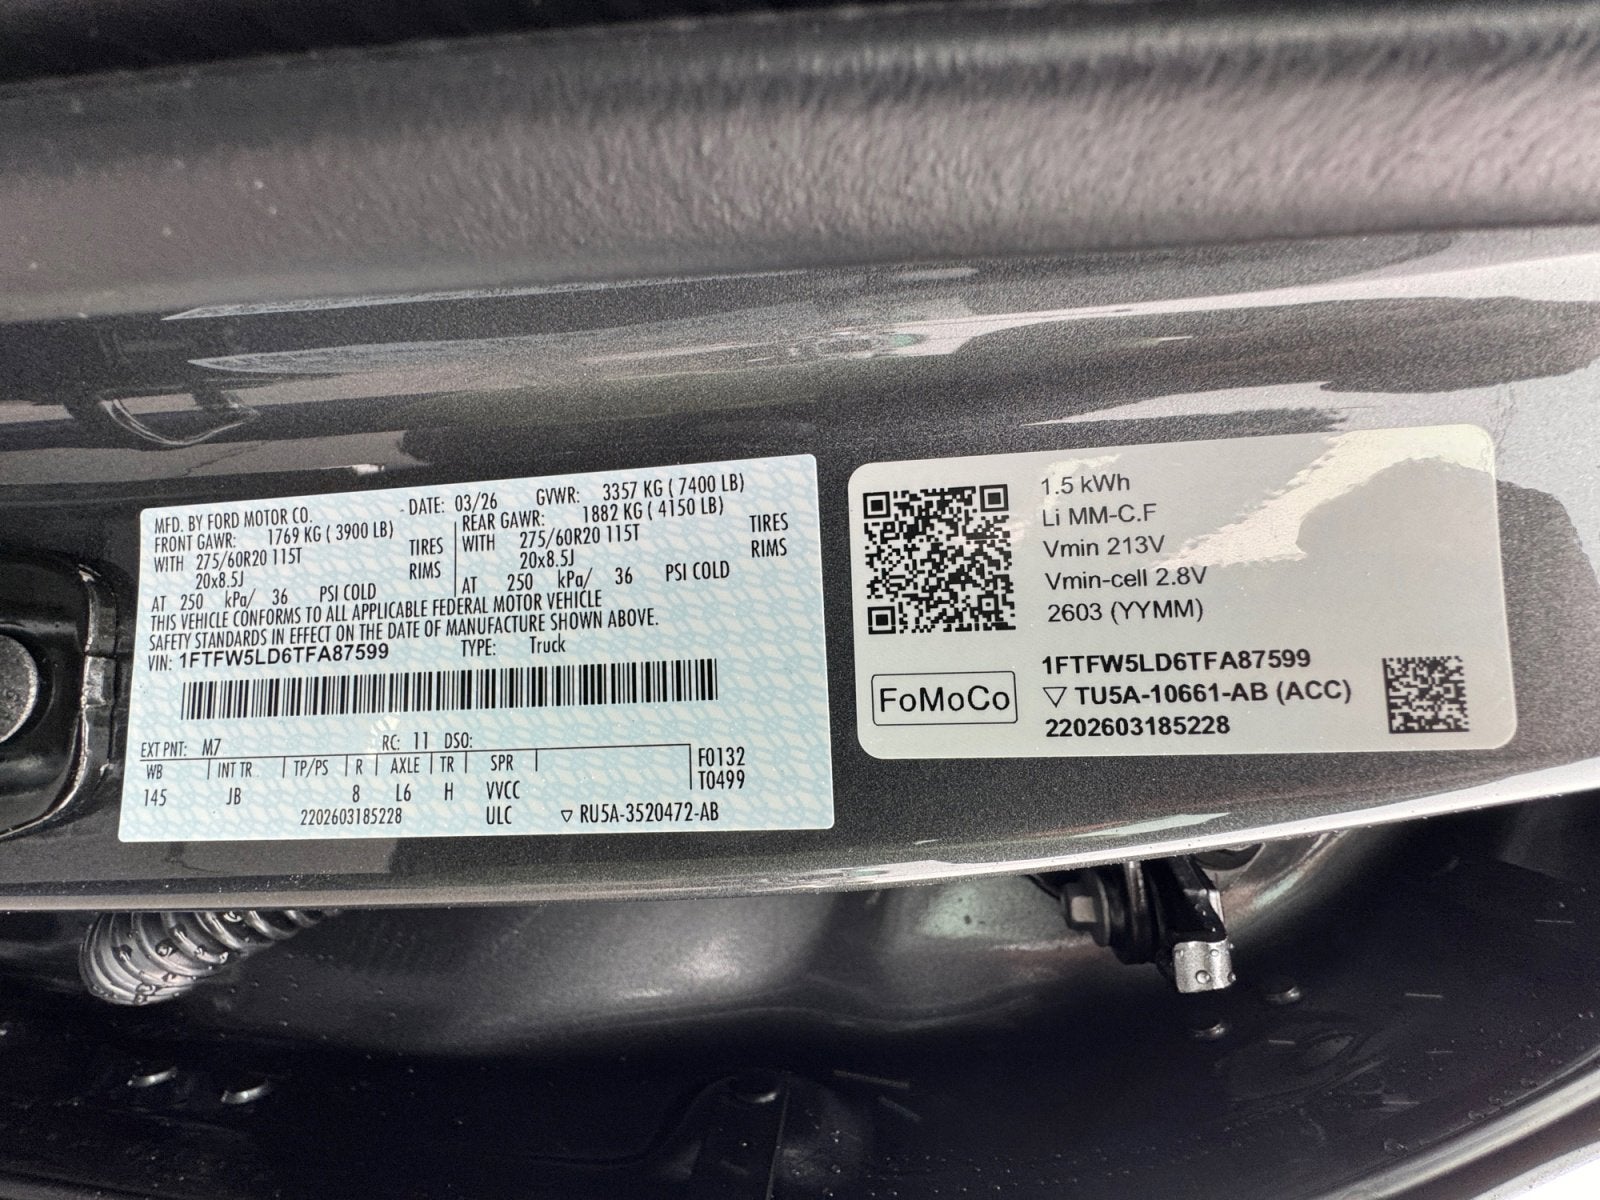 MFD. BY FORD MOTOR CO. DATE: 03/26 GVWR: 3357 KG ( 7400 LB)
FRONT GAWR: 1769 KG ( 3900 LB) REAR GAWR: 1882 KG ( 4150 LB)
WITH 275/60R20 115T TIRES WITH 275/60R20 115T TIRES
20x8.5J RIMS 20x8.5J RIMS
AT 250 kPa/ 36 PSI COLD AT 250 kPa/ 36 PSI COLD
THIS VEHICLE CONFORMS TO ALL APPLICABLE FEDERAL MOTOR VEHICLE
SAFETY STANDARDS IN EFFECT ON THE DATE OF MANUFACTURE SHOWN ABOVE.
VIN: 1FTFW5LD6TFA87599 TYPE: Truck
EXT PNT: M7 RC: 11 DSO:
WB INT TR TP/PS R AXLE TR SPR F0132
145 JB 8 L6 H VVCC T0499
2202603185228 ULC ▽ RU5A-3520472-AB
1.5 kWh
Li MM-C.F
Vmin 213V
Vmin-cell 2.8V
2603 (YYMM)
FoMoCo
1FTFW5LD6TFA87599
▽ TU5A-10661-AB (ACC)
2202603185228